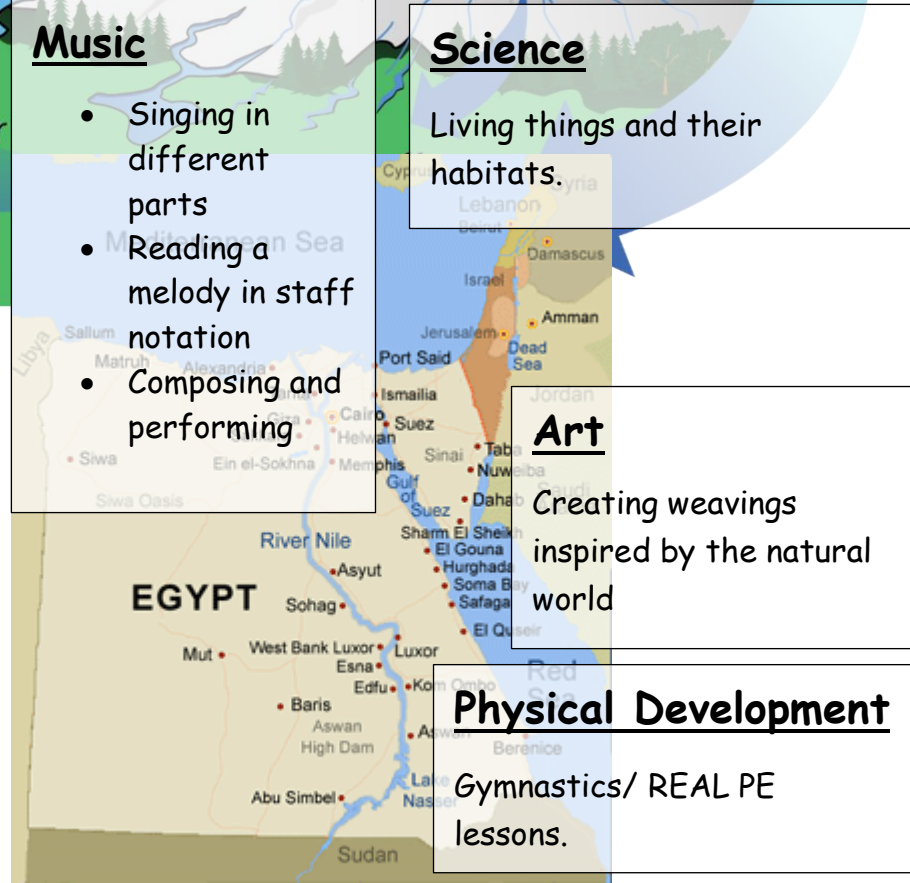 Music
• Singing in
different
parts
• Reading a
melody in staff
notation
• Composing and
performing
Science
Living things and their
habitats.
Art
Creating weavings
inspired by the natural
world
Physical Development
Gymnastics/ REAL PE
lessons.
Cyprus
Syria
Lebanon
Beirut
Mediterranean Sea
Damascus
Israel
Amman
Jerusalem
Dead
Sea
Libya
Sallum
Matruh
Alexandria
Port Said
Jordan
Ismailia
Giza
Cairo
Suez
Helwan
Siwa
Ein el-Sokhna
Memphis
Sinai
Taba
Nuweiba
Gulf
of
Suez
Dahab
Saudi
Siwa Oasis
Sharm El Sheikh
River Nile
El Gouna
Asyut
Hurghada
Soma Bay
EGYPT
Sohag
Safaga
El Quseir
Mut
West Bank Luxor
Luxor
Esna
Red
Sea
Edfu
Kom Ombo
Baris
Aswan
High Dam
Aswan
Berenice
Abu Simbel
Lake
Nasser
Sudan